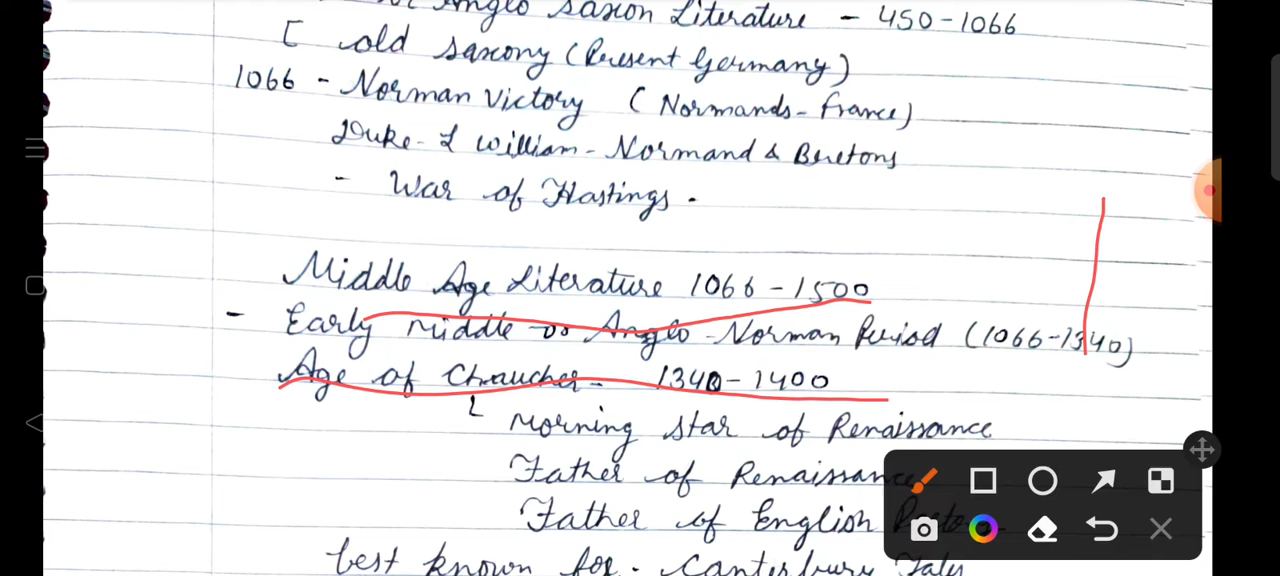 Anglo Saxon Literature - 450-1066
[ old saxony (Present Germany)
1066 - Norman Victory ( Normands - France)
Duke - I william - Normand & Bretons
- War of Hastings.
Middle Age Literature 1066-1500
- Early middle or Anglo-Norman Period (1066-1340)
Age of Chaucher - 1340-1400
Morning star of Renaissance
Father of Renaissance
Father of English
best known for. Canterbury Tales